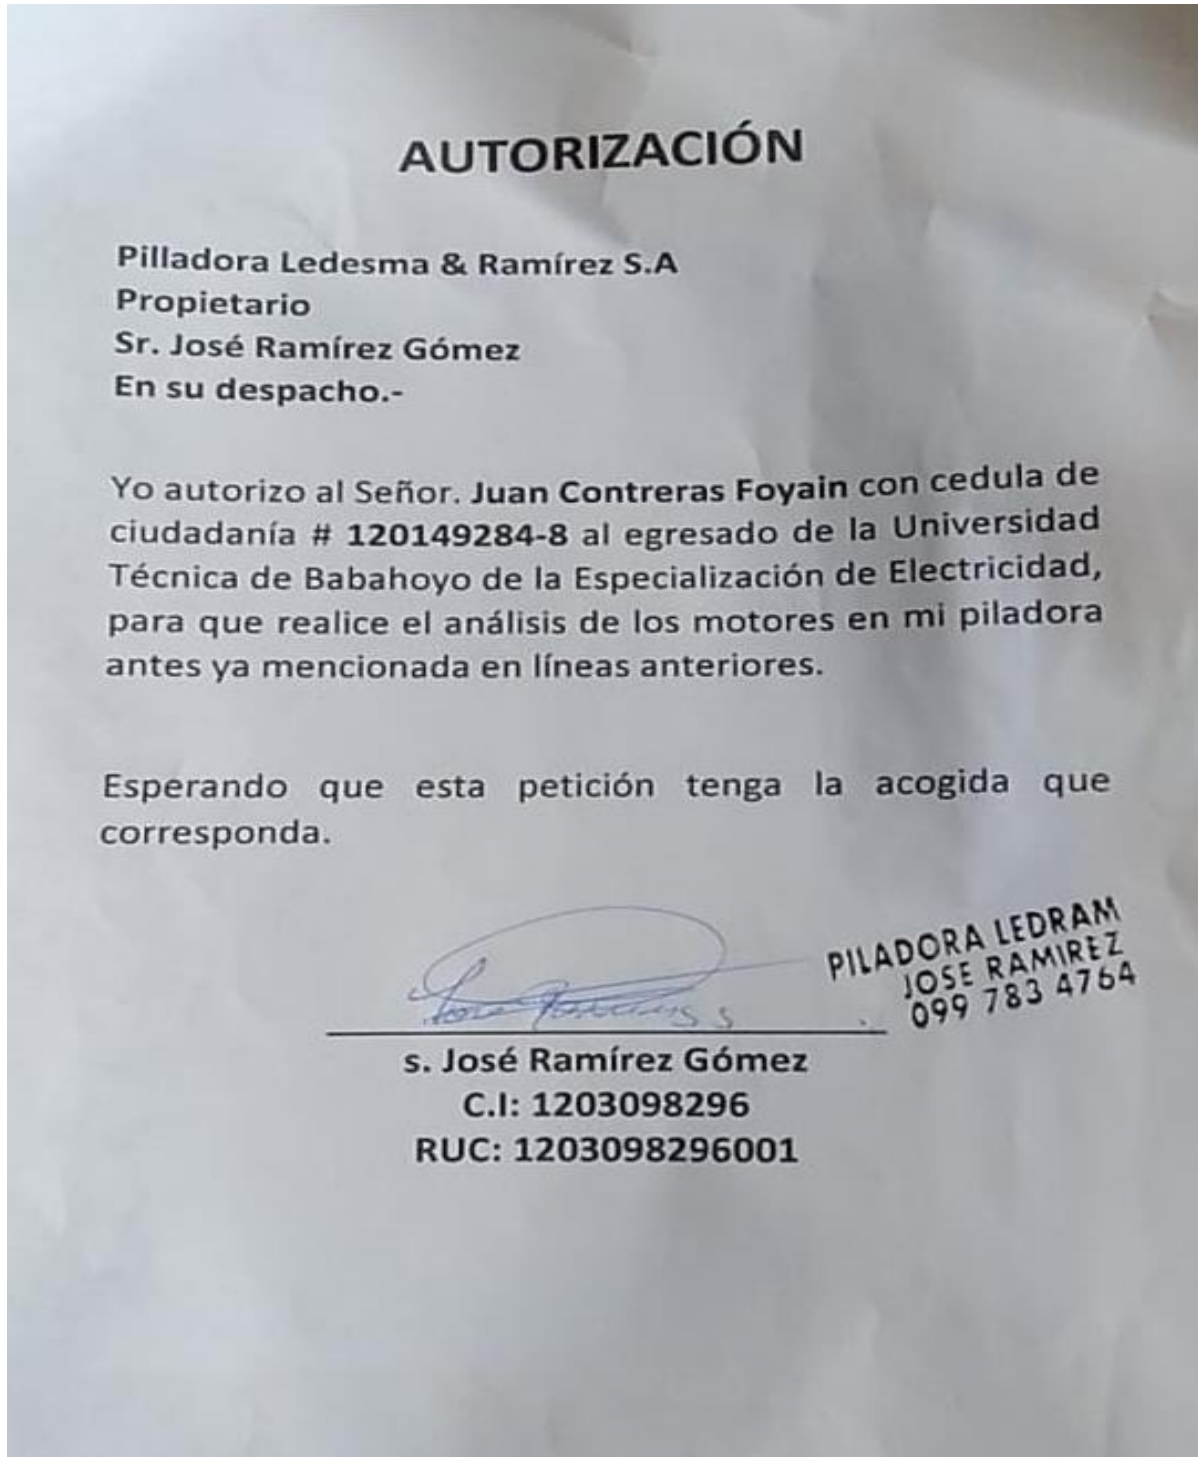 AUTORIZACIÓN
Pilladora Ledesma & Ramírez S.A
Propietario
Sr. José Ramírez Gómez
En su despacho.-
Yo autorizo al Señor. Juan Contreras Foyain con cedula de
ciudadanía # 120149284-8 al egresado de la Universidad
Técnica de Babahoyo de la Especialización de Electricidad,
para que realice el análisis de los motores en mi piladora
antes ya mencionada en líneas anteriores.
Esperando que esta petición tenga la acogida que
corresponda.
PILADORA LEDRAM
JOSE RAMIREZ
099 783 4764
s. José Ramírez Gómez
C.I: 1203098296
RUC: 1203098296001